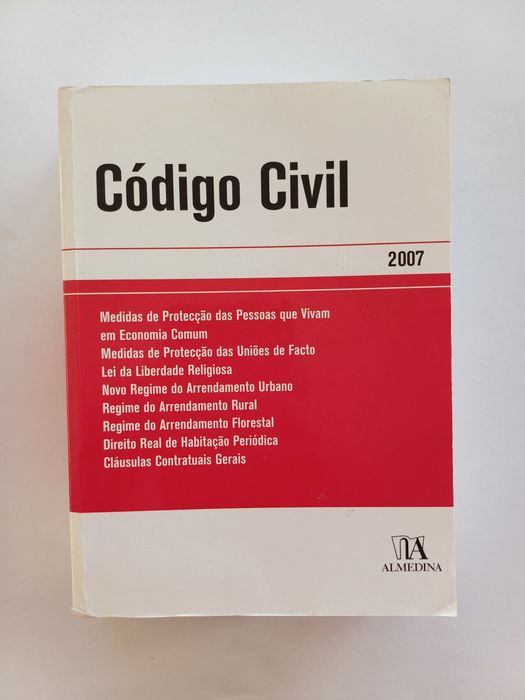 Código Civil
2007
Medidas de Protecção das Pessoas que Vivam
em Economia Comum
Medidas de Protecção das Uniões de Facto
Lei da Liberdade Religiosa
Novo Regime do Arrendamento Urbano
Regime do Arrendamento Rural
Regime do Arrendamento Florestal
Direito Real de Habitação Periódica
Cláusulas Contratuais Gerais
ALMEDINA